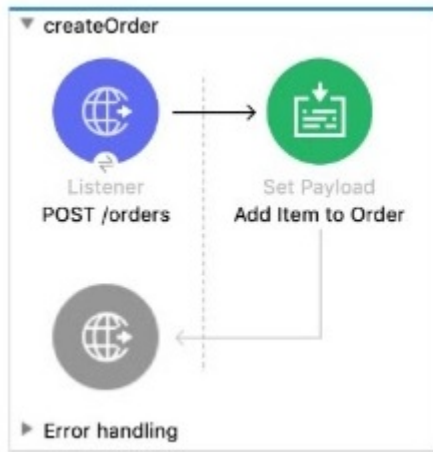 createOrder
Listener
Set Payload
POST /orders
Add Item to Order
Error handling